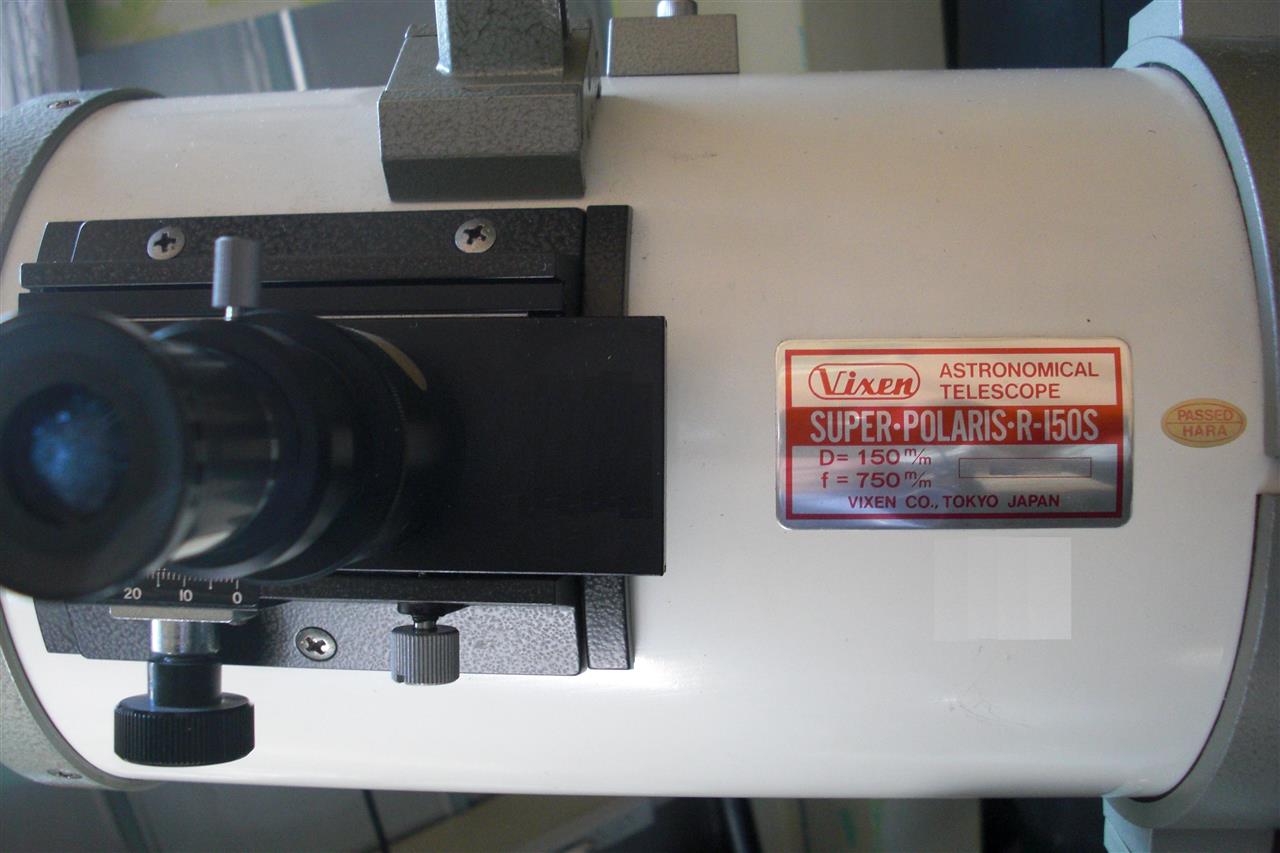 Vixen ASTRONOMICAL
TELESCOPE
SUPER·POLARIS·R-150S
D= 150 m/m
f = 750 m/m
VIXEN CO., TOKYO JAPAN
PASSED
HARA
20 10 0